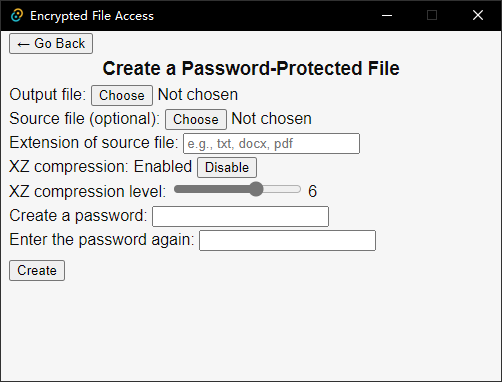 Encrypted File Access
← Go Back
Create a Password-Protected File
Output file: Choose Not chosen
Source file (optional): Choose Not chosen
Extension of source file: e.g., txt, docx, pdf
XZ compression: Enabled Disable
XZ compression level: 6
Create a password:
Enter the password again:
Create